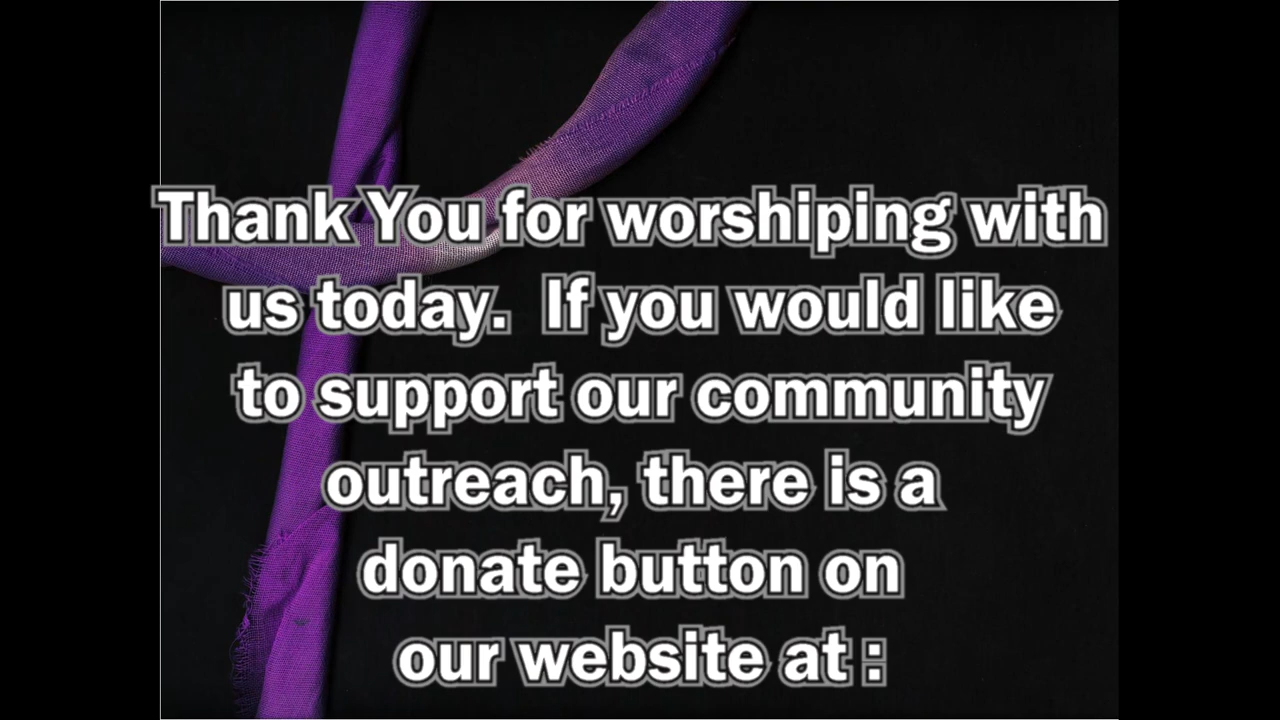 Thank You for worshiping with
us today.  If you would like
to support our community
outreach, there is a
donate button on
our website at :